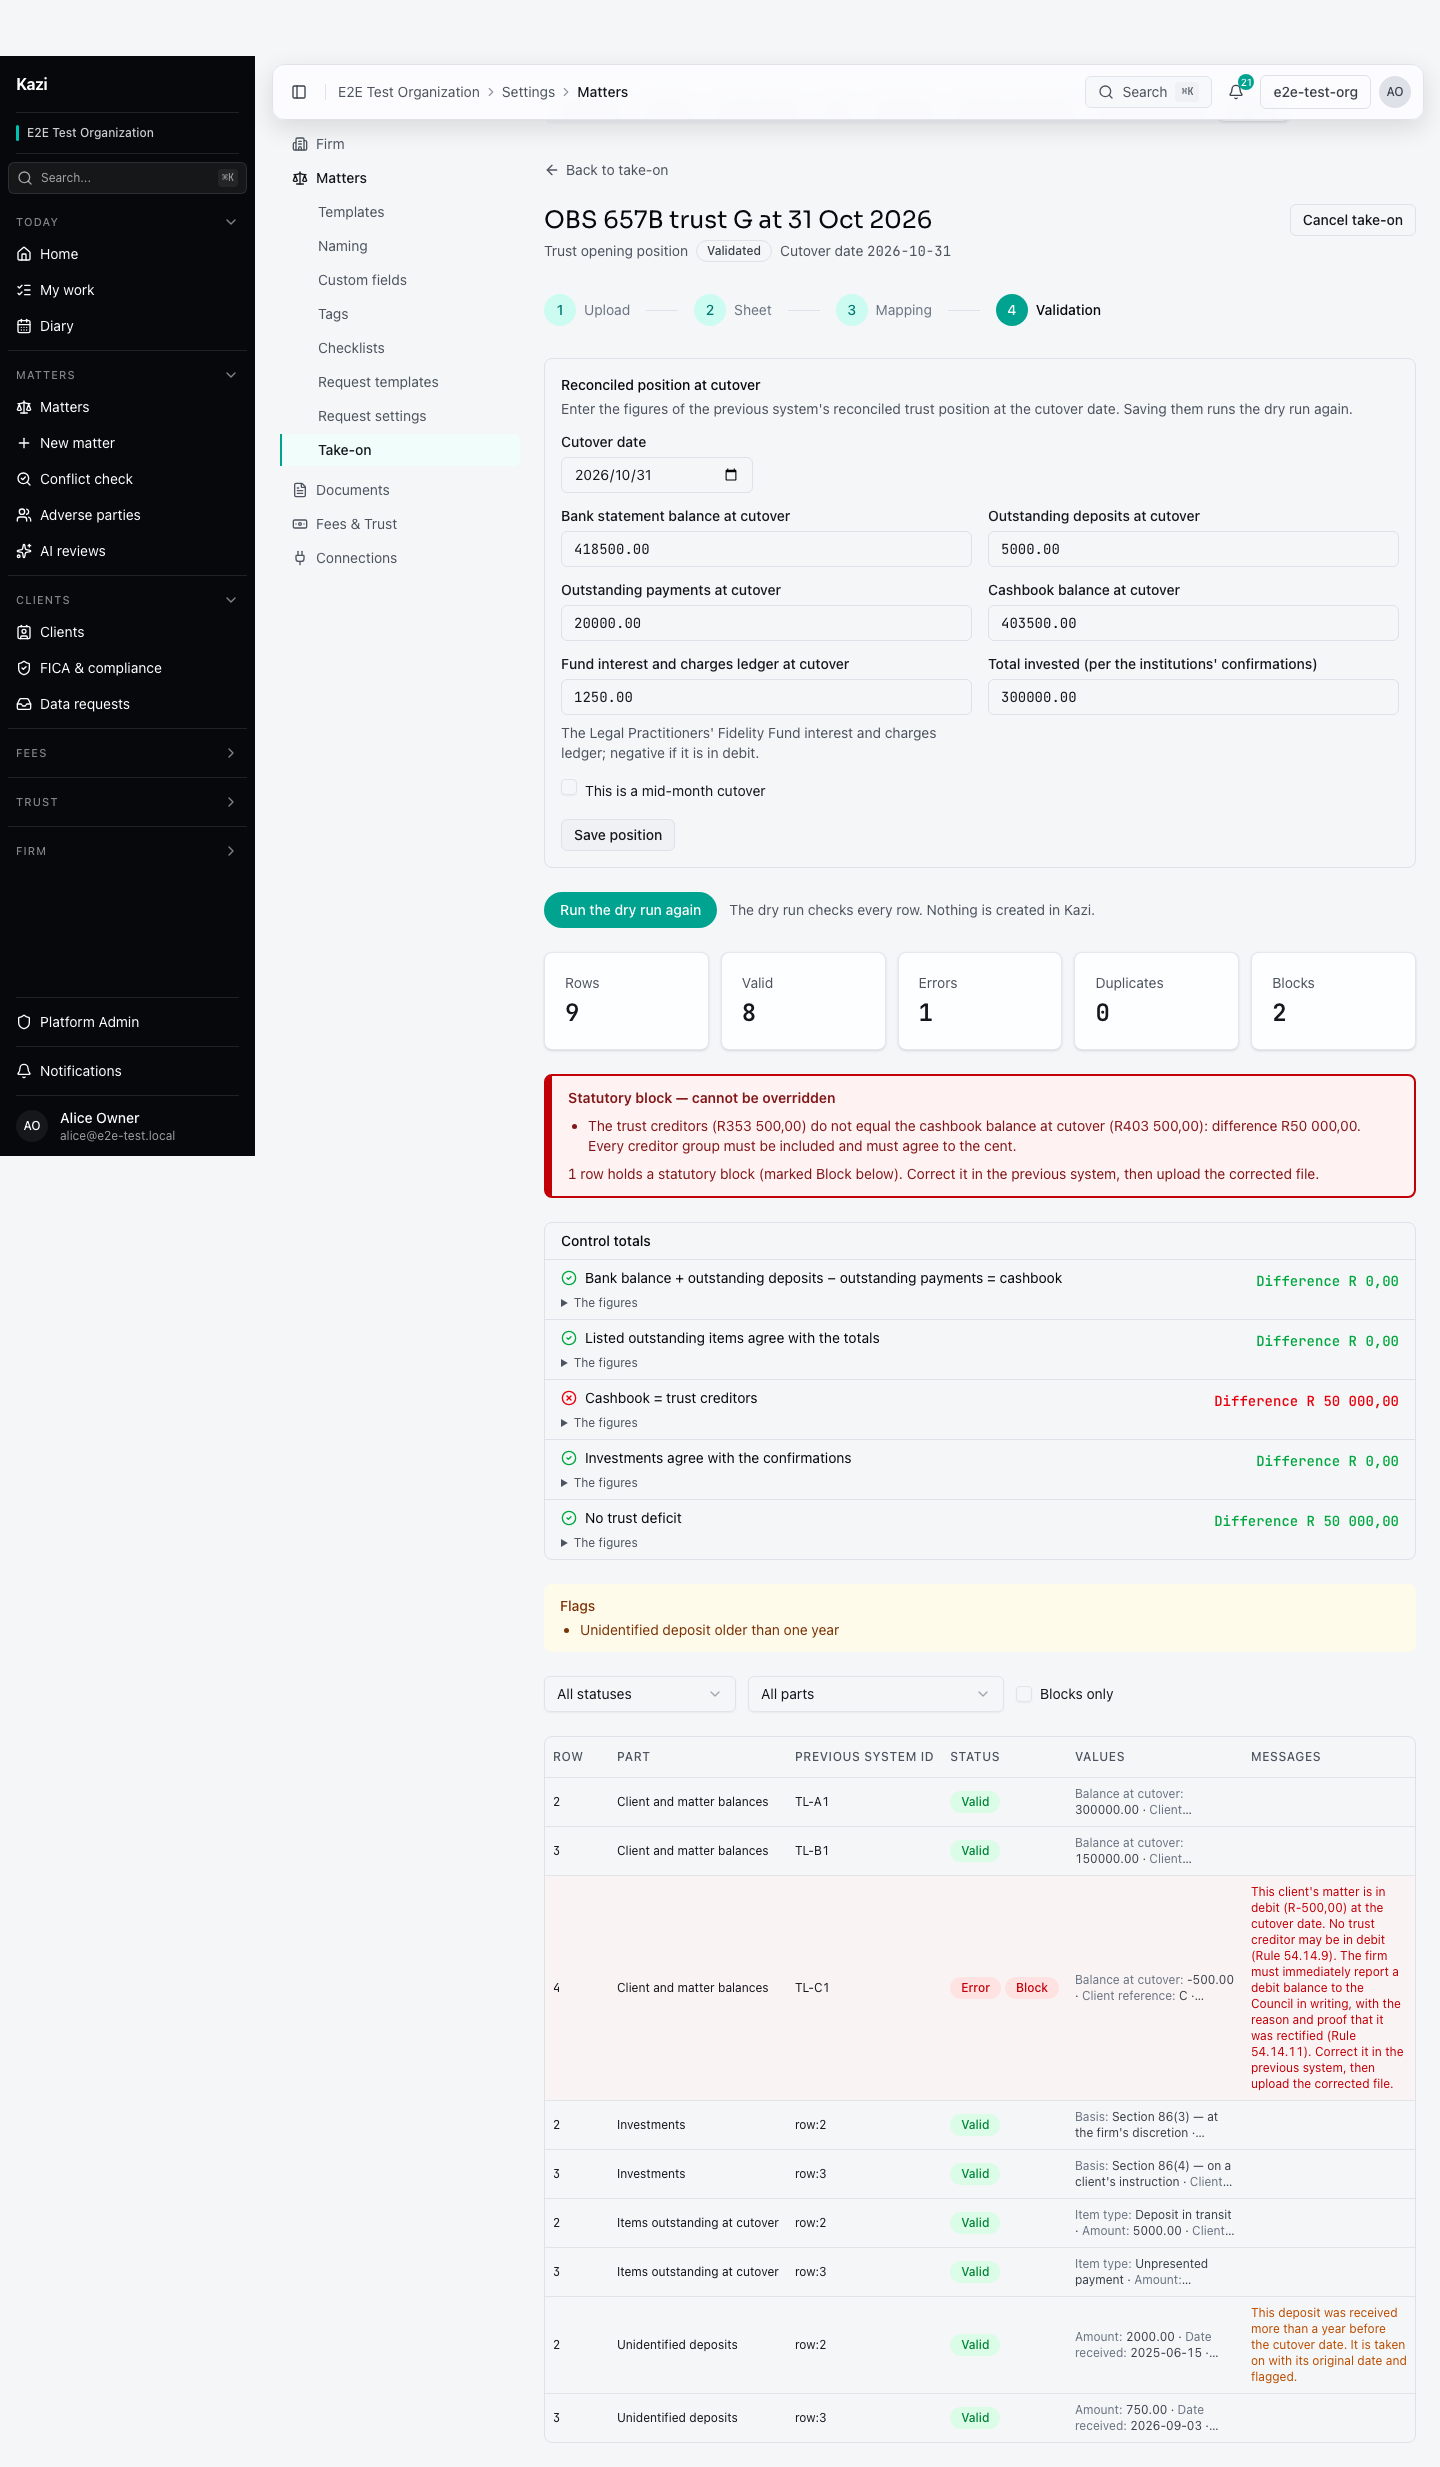 Kazi
E2E Test Organization
Search...
⌘K
TODAY
Home
My work
Diary
MATTERS
Matters
New matter
Conflict check
Adverse parties
AI reviews
CLIENTS
Clients
FICA & compliance
Data requests
FEES
TRUST
FIRM
Platform Admin
Notifications
AO
Alice Owner
alice@e2e-test.local
E2E Test Organization > Settings > Matters
Search ⌘K
21
e2e-test-org
AO
Firm
Matters
Templates
Naming
Custom fields
Tags
Checklists
Request templates
Request settings
Take-on
Documents
Fees & Trust
Connections
Back to take-on
OBS 657B trust G at 31 Oct 2026
Cancel take-on
Trust opening position Validated Cutover date 2026-10-31
1 Upload 2 Sheet 3 Mapping 4 Validation
Reconciled position at cutover
Enter the figures of the previous system's reconciled trust position at the cutover date. Saving them runs the dry run again.
Cutover date
2026/10/31
Bank statement balance at cutover Outstanding deposits at cutover
418500.00 5000.00
Outstanding payments at cutover Cashbook balance at cutover
20000.00 403500.00
Fund interest and charges ledger at cutover Total invested (per the institutions' confirmations)
1250.00 300000.00
The Legal Practitioners' Fidelity Fund interest and charges
ledger; negative if it is in debit.
This is a mid-month cutover
Save position
Run the dry run again The dry run checks every row. Nothing is created in Kazi.
Rows Valid Errors Duplicates Blocks
9 8 1 0 2
Statutory block — cannot be overridden
• The trust creditors (R353 500,00) do not equal the cashbook balance at cutover (R403 500,00): difference R50 000,00.
Every creditor group must be included and must agree to the cent.
1 row holds a statutory block (marked Block below). Correct it in the previous system, then upload the corrected file.
Control totals
Bank balance + outstanding deposits − outstanding payments = cashbook Difference R 0,00
The figures
Listed outstanding items agree with the totals Difference R 0,00
The figures
Cashbook = trust creditors Difference R 50 000,00
The figures
Investments agree with the confirmations Difference R 0,00
The figures
No trust deficit Difference R 50 000,00
The figures
Flags
• Unidentified deposit older than one year
All statuses All parts Blocks only
ROW PART PREVIOUS SYSTEM ID STATUS VALUES MESSAGES
2 Client and matter balances TL-A1 Valid Balance at cutover:
300000.00 · Client...
3 Client and matter balances TL-B1 Valid Balance at cutover:
150000.00 · Client...
4 Client and matter balances TL-C1 Error Block Balance at cutover: -500.00
· Client reference: C ·...
This client's matter is in
debit (R-500,00) at the
cutover date. No trust
creditor may be in debit
(Rule 54.14.9). The firm
must immediately report a
debit balance to the
Council in writing, with the
reason and proof that it
was rectified (Rule
54.14.11). Correct it in the
previous system, then
upload the corrected file.
2 Investments row:2 Valid Basis: Section 86(3) — at
the firm's discretion ·...
3 Investments row:3 Valid Basis: Section 86(4) — on a
client's instruction · Client...
2 Items outstanding at cutover row:2 Valid Item type: Deposit in transit
· Amount: 5000.00 · Client...
3 Items outstanding at cutover row:3 Valid Item type: Unpresented
payment · Amount:...
2 Unidentified deposits row:2 Valid Amount: 2000.00 · Date
received: 2025-06-15 ·...
This deposit was received
more than a year before
the cutover date. It is taken
on with its original date and
flagged.
3 Unidentified deposits row:3 Valid Amount: 750.00 · Date
received: 2026-09-03 ·...